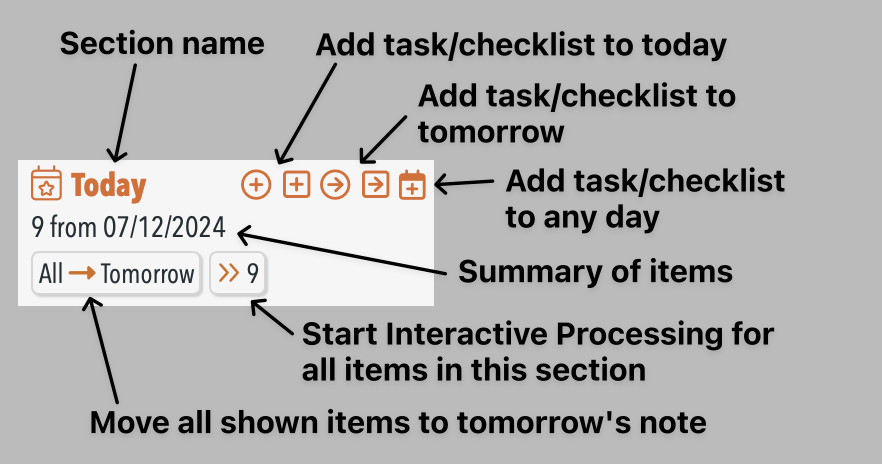 Section name
Add task/checklist to today
Add task/checklist to
tomorrow
Today
Add task/checklist
to any day
9 from 07/12/2024
Summary of items
All → Tomorrow
>> 9
Start Interactive Processing for
all items in this section
Move all shown items to tomorrow's note